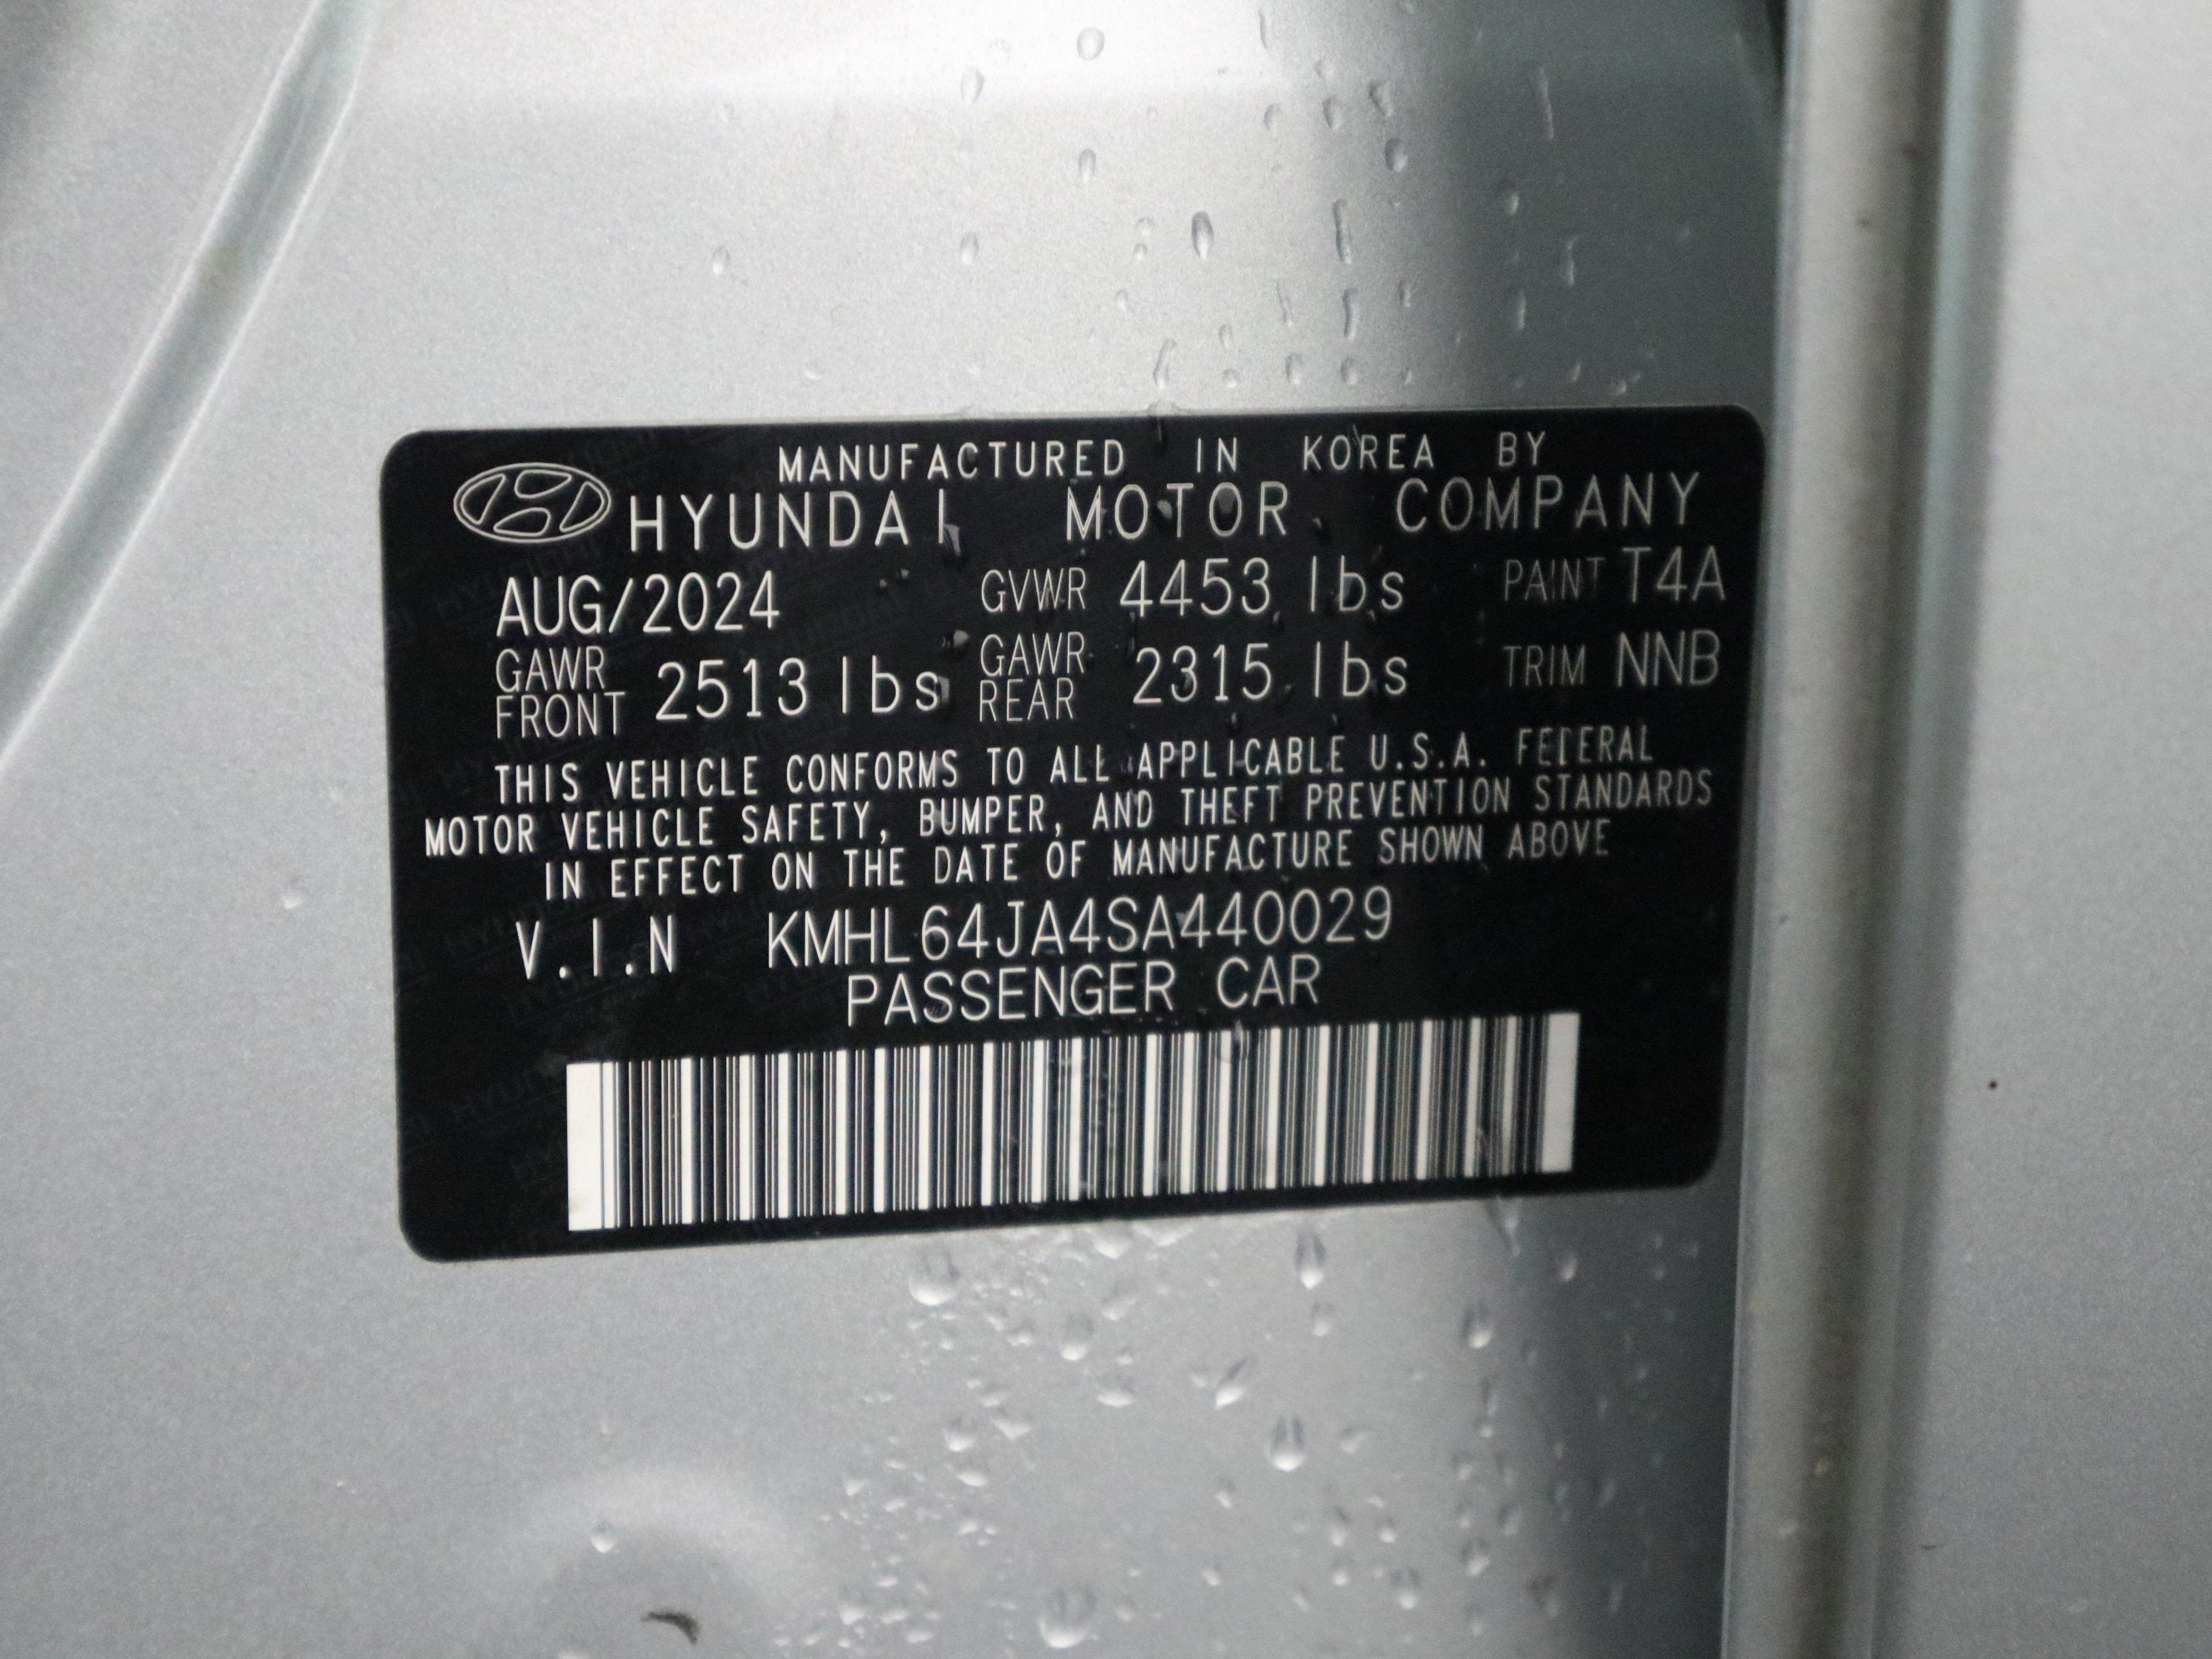 MANUFACTURED IN KOREA BY
HYUNDAI MOTOR COMPANY
AUG/2024 GVWR 4453 lbs PAINT T4A
GAWR FRONT 2513 lbs GAWR REAR 2315 lbs TRIM NNB
THIS VEHICLE CONFORMS TO ALL APPLICABLE U.S.A. FEDERAL
MOTOR VEHICLE SAFETY, BUMPER, AND THEFT PREVENTION STANDARDS
IN EFFECT ON THE DATE OF MANUFACTURE SHOWN ABOVE
V.I.N KMHL64JA4SA440029
PASSENGER CAR